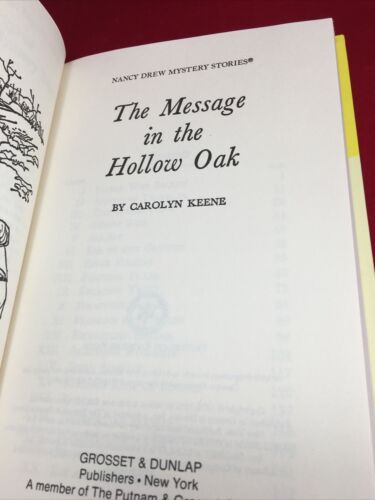 NANCY DREW MYSTERY STORIES®
The Message
in the
Hollow Oak
BY CAROLYN KEENE
GROSSET & DUNLAP
Publishers • New York
A member of The Putnam &